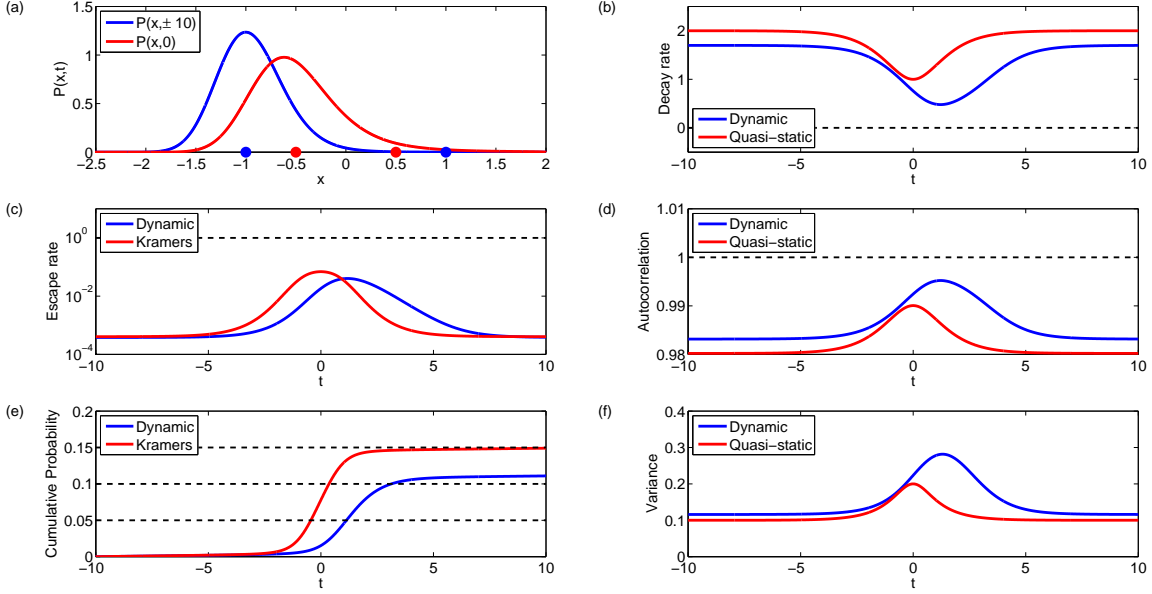 (a)
P(x,t)
1.5
1
0.5
0
P(x,± 10)
P(x,0)
−2.5 −2 −1.5 −1 −0.5 0 0.5 1 1.5 2
x
(b)
Decay rate
2
1
0
Dynamic
Quasi−static
−10 −5 0 5 10
t
(c)
Escape rate
10^0
10^−2
10^−4
Dynamic
Kramers
−10 −5 0 5 10
t
(d)
Autocorrelation
1.01
1
0.99
0.98
Dynamic
Quasi−static
−10 −5 0 5 10
t
(e)
Cumulative Probability
0.2
0.15
0.1
0.05
0
Dynamic
Kramers
−10 −5 0 5 10
t
(f)
Variance
0.4
0.3
0.2
0.1
0
Dynamic
Quasi−static
−10 −5 0 5 10
t